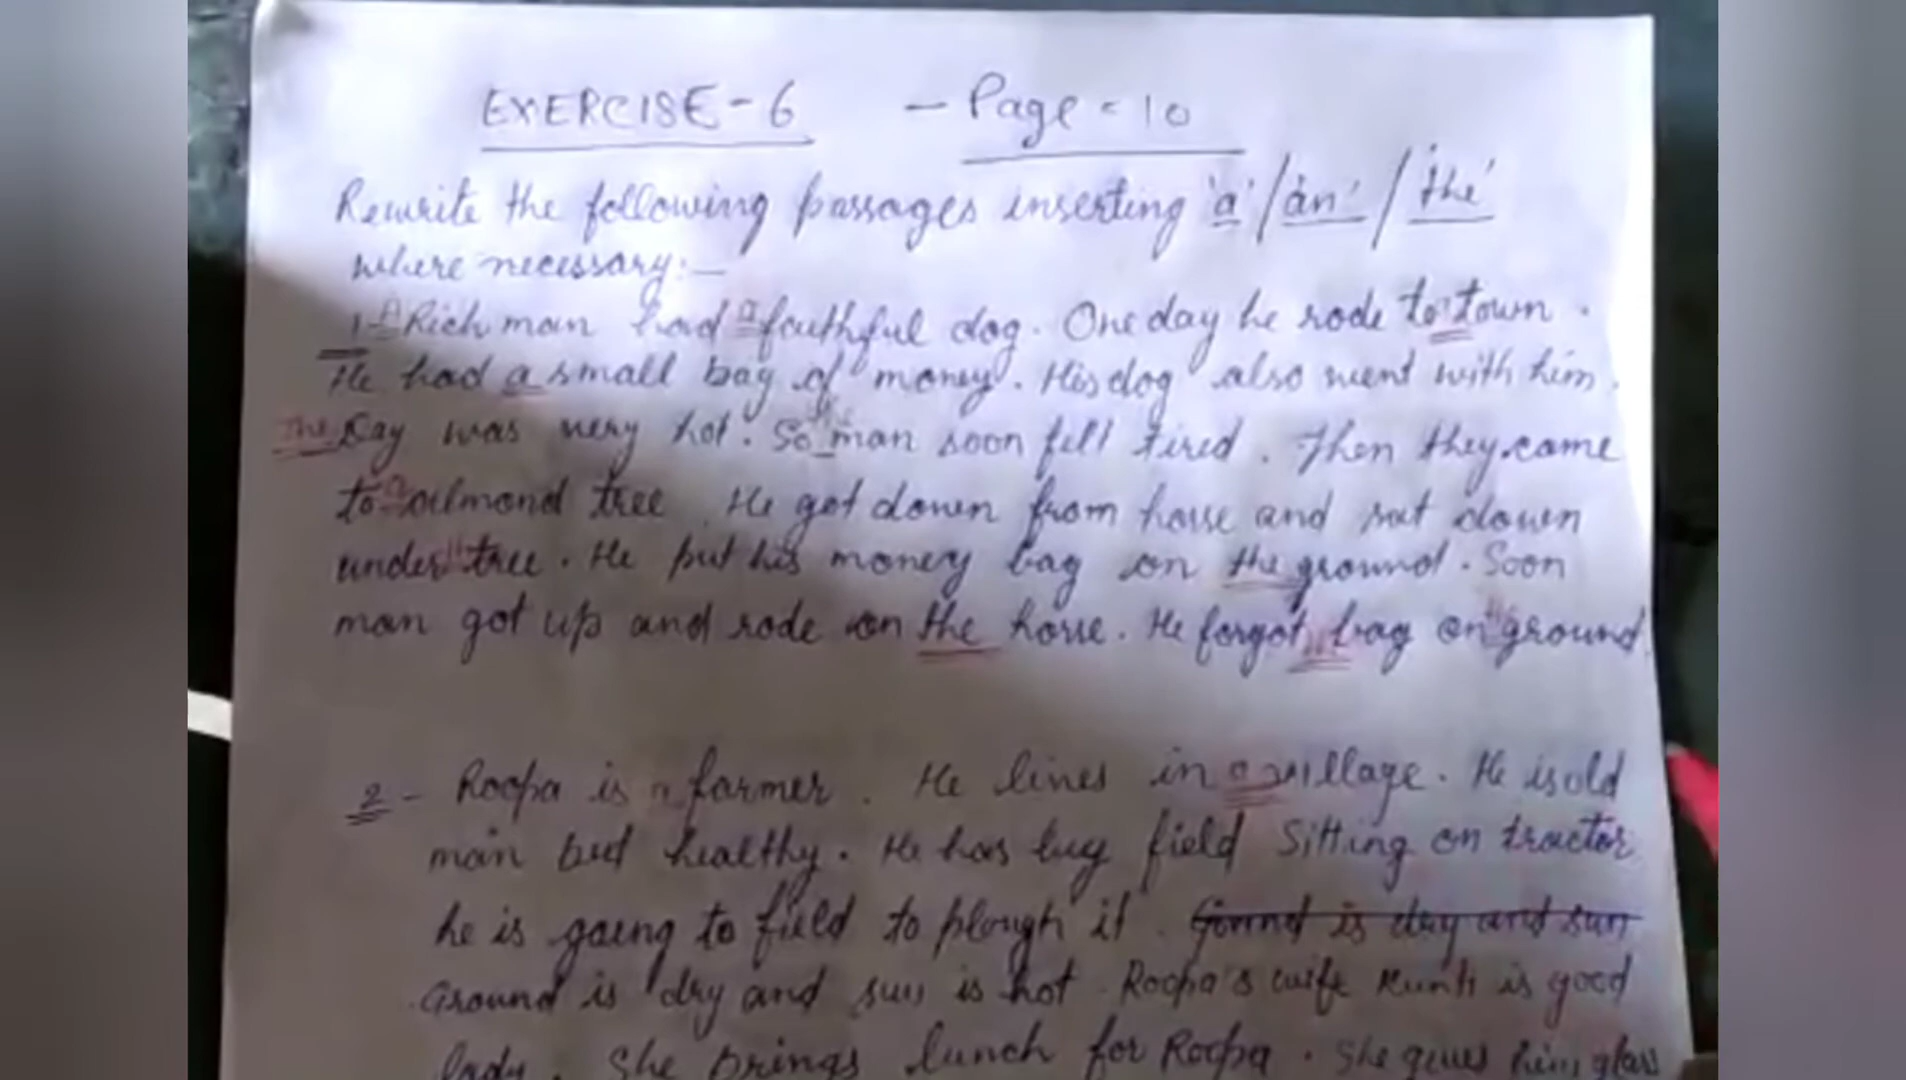 EXERCISE-6 - Page = 10
Rewrite the following passages inserting 'a' / 'an' / 'the'
where necessary:-
1- A Rich man had a faithful dog. One day he rode to town.
He had a small bag of money. His dog also went with him.
The Day was very hot. So man soon fell tired. Then they came
to almond tree. He got down from horse and sat down
under tree. He put his money bag on the ground. Soon
man got up and rode on the horse. He forgot bag on ground.
2- Roopa is a farmer. He lives in a village. He is old
man but healthy. He has big field Sitting on tractor
he is going to field to plough it. is dry and sun
Ground is dry and sun is hot. Roopa's wife Kunti is good
lady. She brings lunch for Roopa. She gives him glass